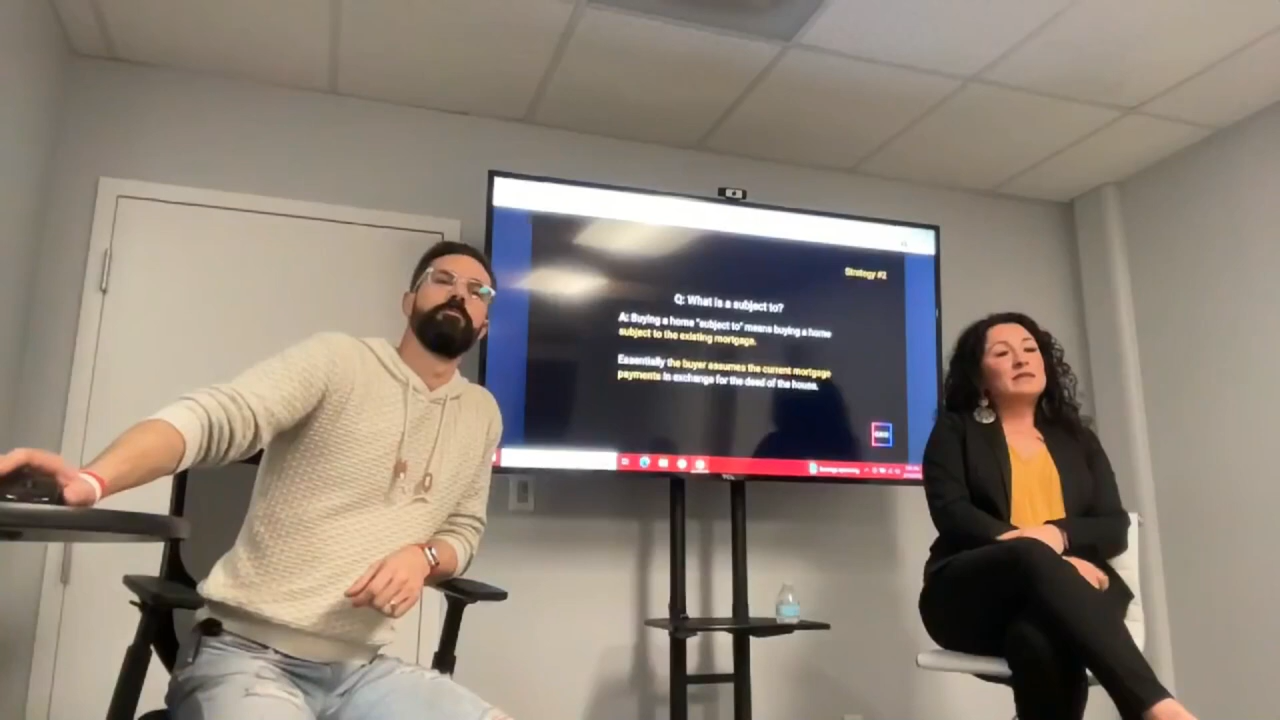 Strategy #2
Q: What is a subject to?
A: Buying a home "subject to" means buying a home
subject to the existing mortgage.
Essentially the buyer assumes the current mortgage
payments in exchange for the deed of the house.
TCL